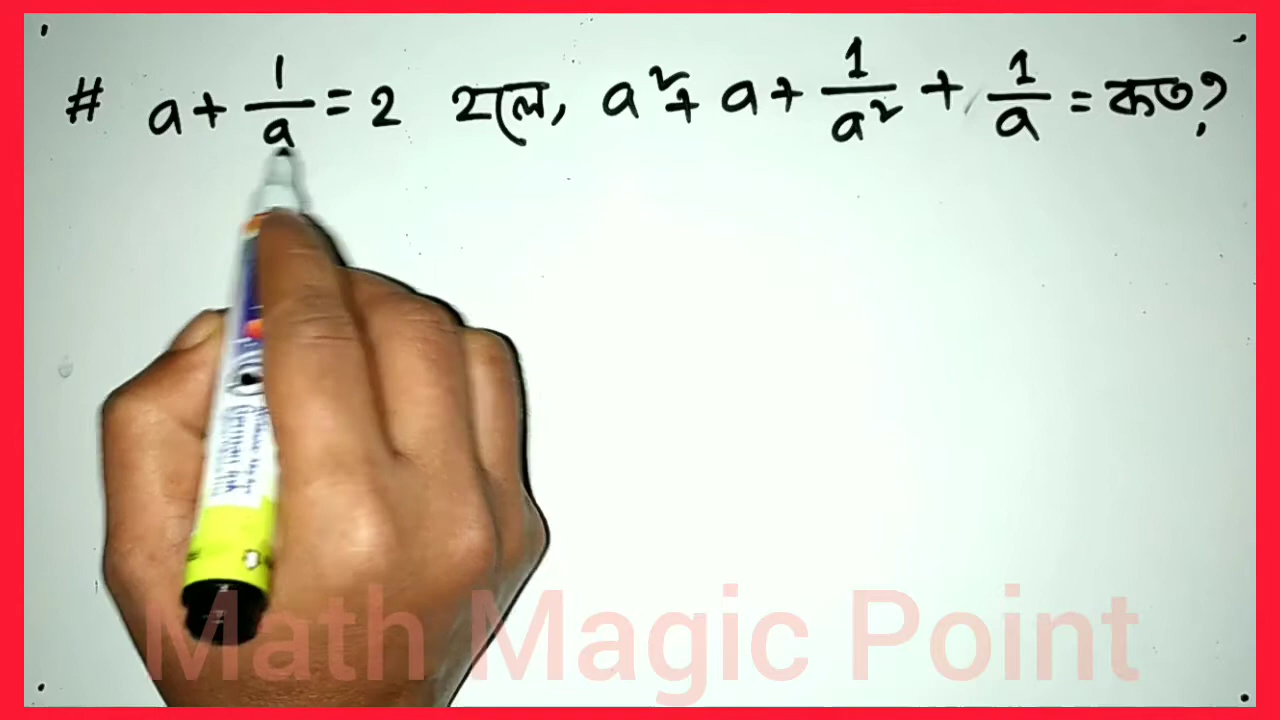 # a + 1/a = 2 হলে, a² + a + 1/a² + 1/a = কত?
Math Magic Point